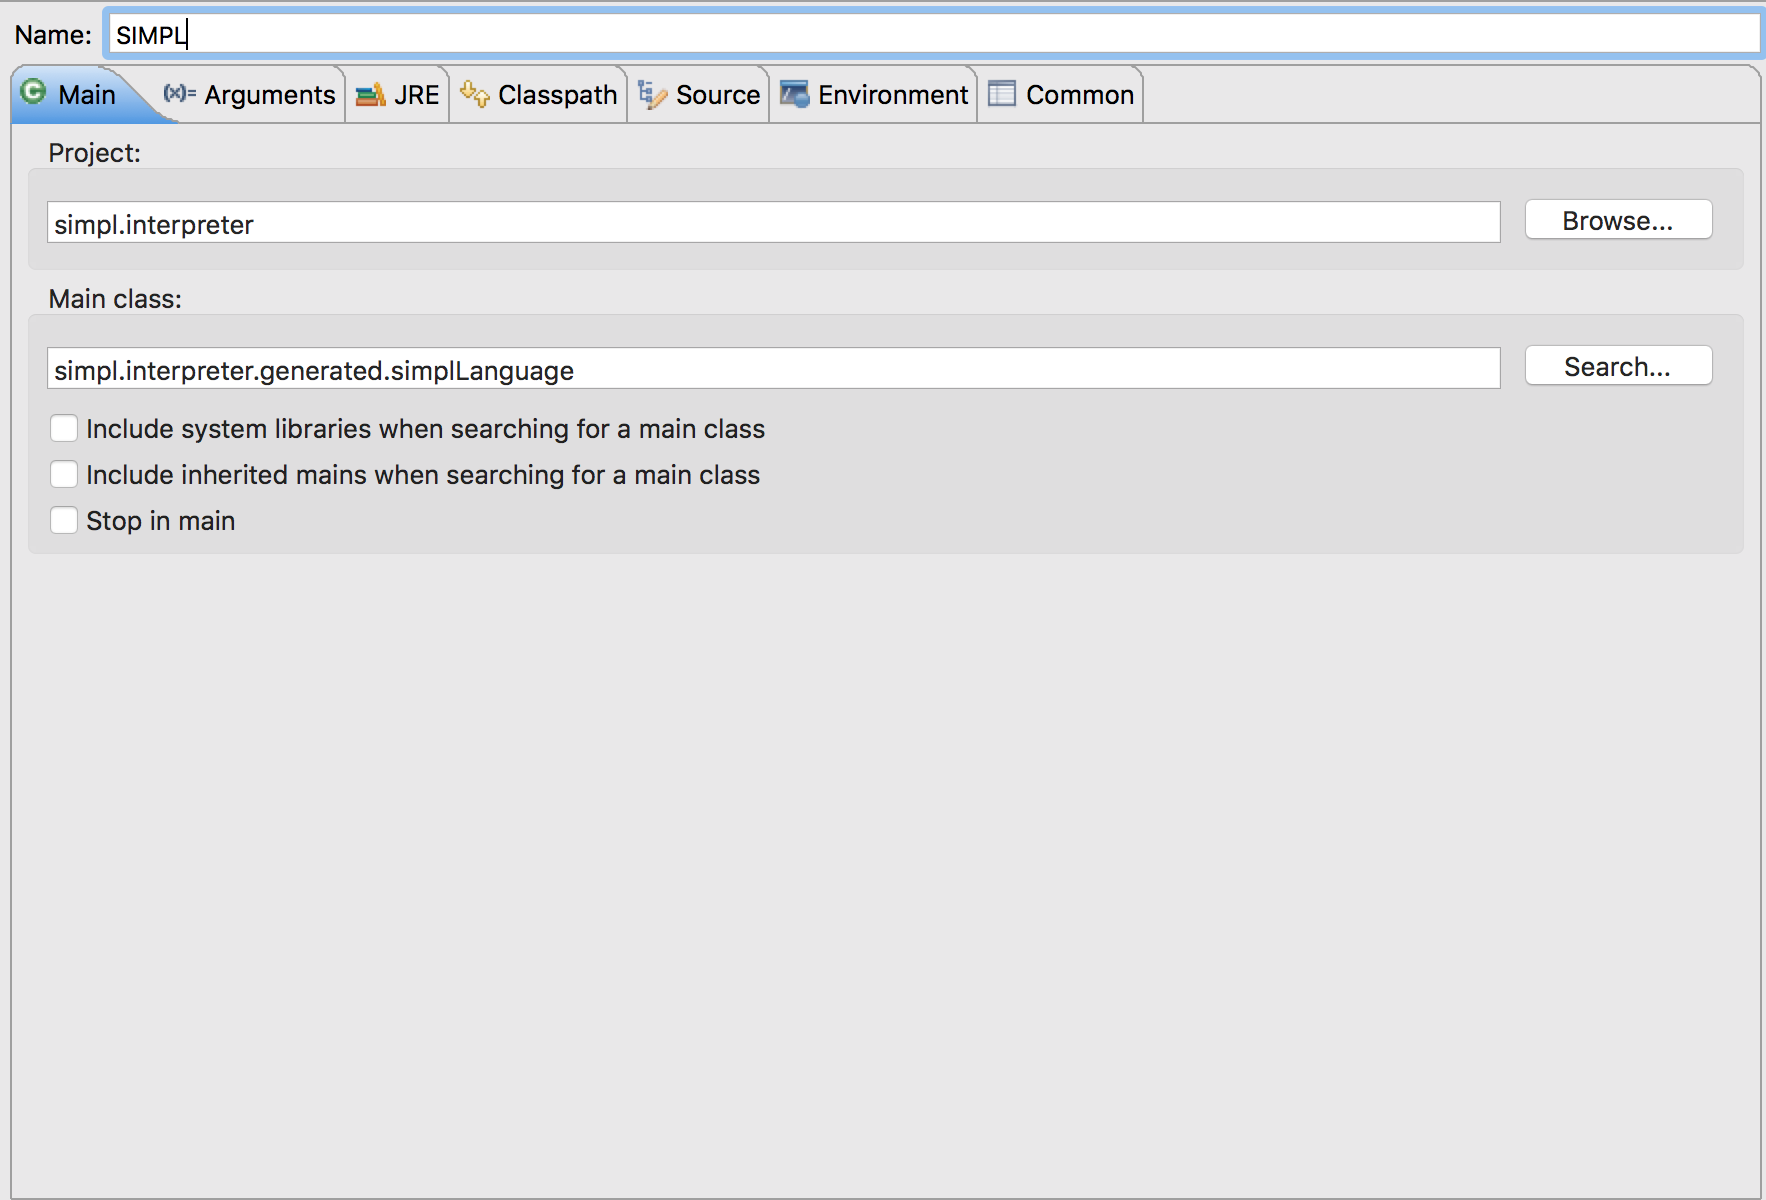 Name: SIMPL
Main (x)= Arguments JRE Classpath Source Environment Common
Project:
simpl.interpreter Browse...
Main class:
simpl.interpreter.generated.simplLanguage Search...
Include system libraries when searching for a main class
Include inherited mains when searching for a main class
Stop in main